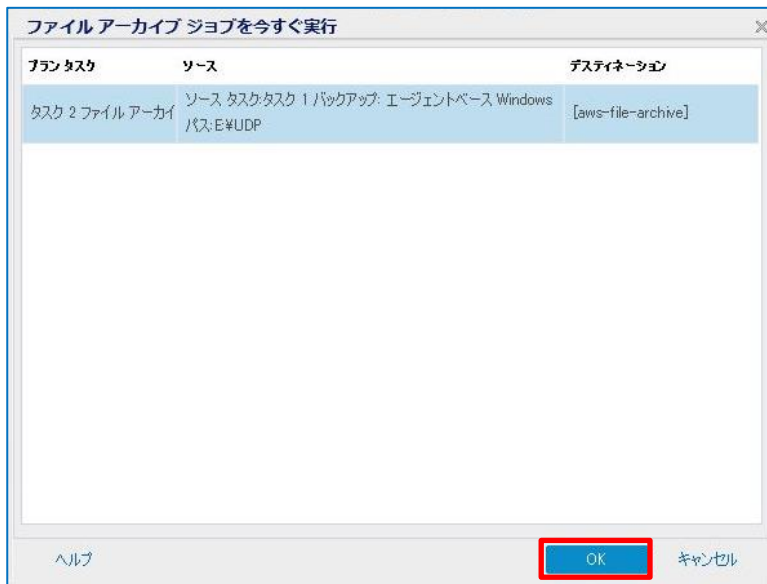 ファイル アーカイブ ジョブを今すぐ実行
プラン タスク ソース デスティネーション
タスク 2 ファイル アーカイ ソース タスク:タスク 1 バックアップ: エージェントベース Windows [aws-file-archive]
パス:E:¥UDP
ヘルプ OK キャンセル